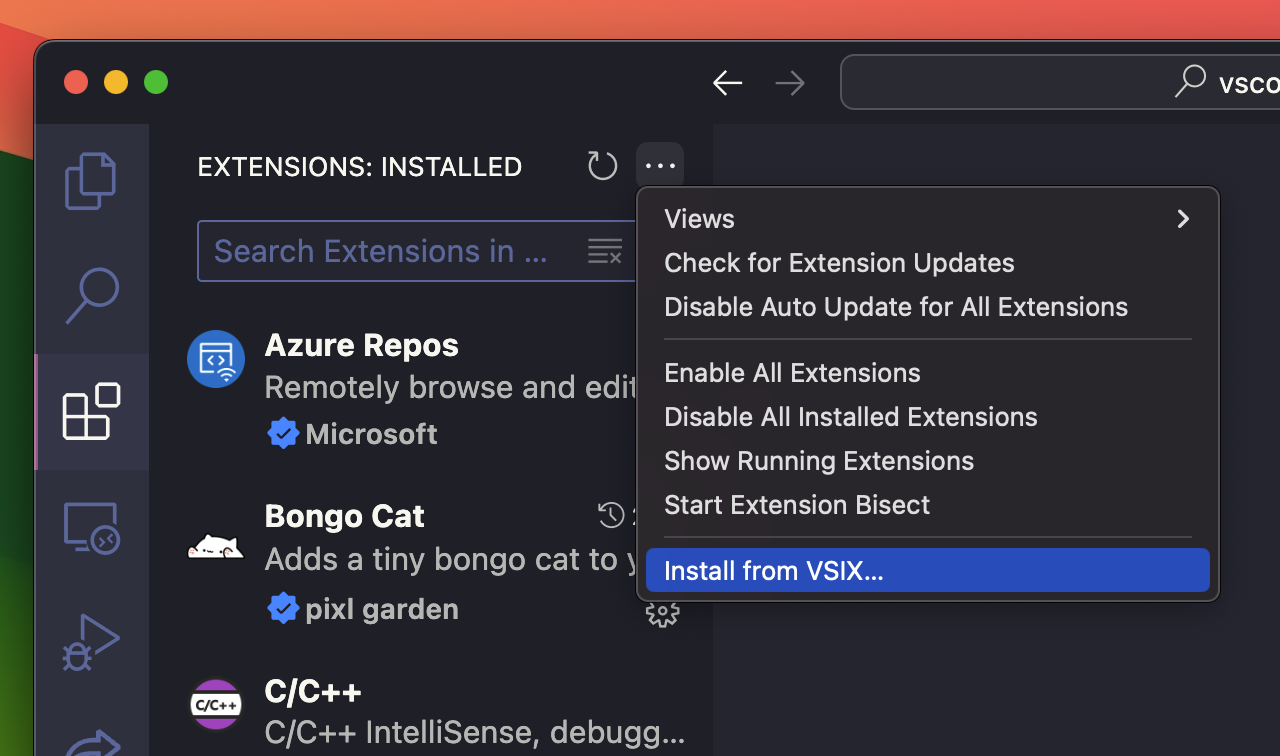 vsco
EXTENSIONS: INSTALLED
Search Extensions in ...
Views
Check for Extension Updates
Disable Auto Update for All Extensions
Enable All Extensions
Disable All Installed Extensions
Show Running Extensions
Start Extension Bisect
Install from VSIX...
Azure Repos
Remotely browse and edit
Microsoft
Bongo Cat
Adds a tiny bongo cat to y
pixl garden
C/C++
C/C++
C/C++ IntelliSense, debugg...